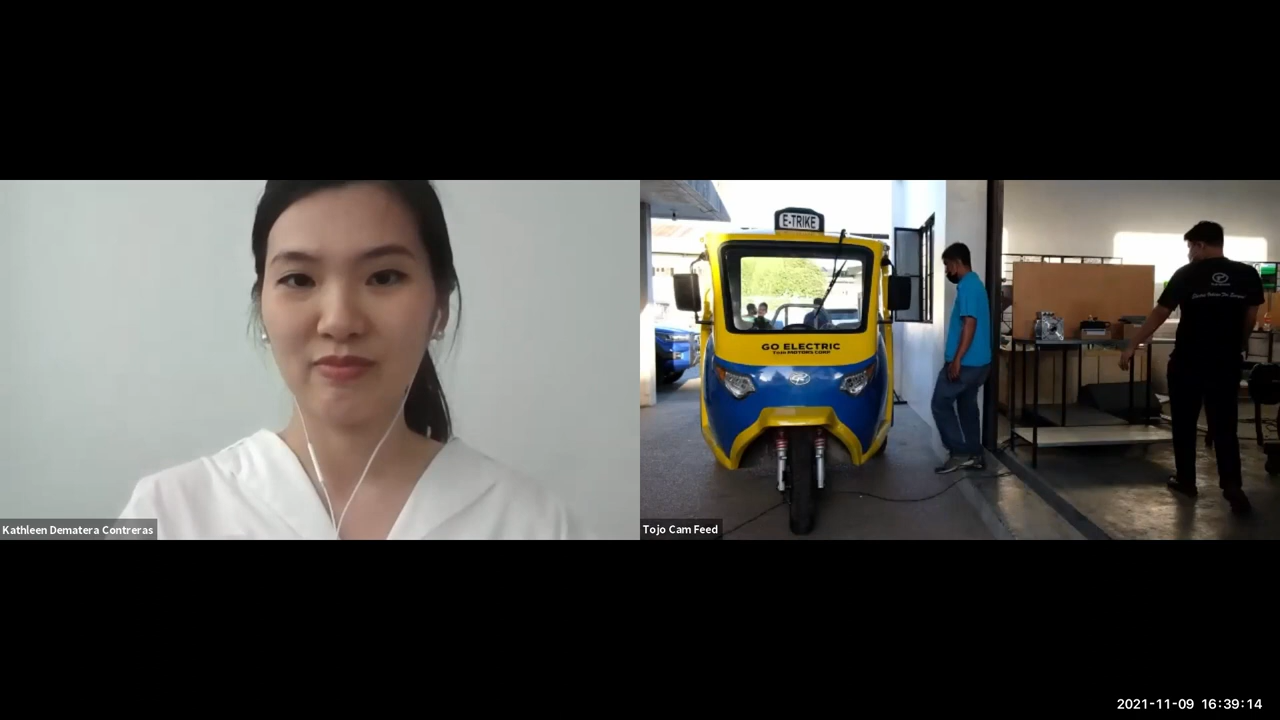 E-TRIKE
GO ELECTRIC
TOJO MOTORS CORP
Kathleen Dematera Contreras
Tojo Cam Feed
2021-11-09 16:39:14